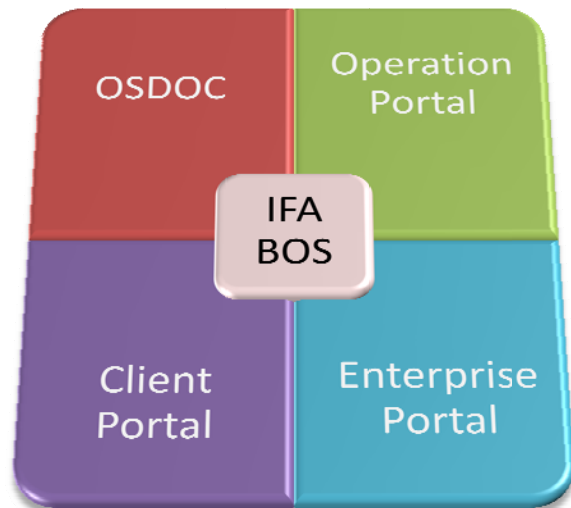 OSDOC
Operation
Portal
IFA
BOS
Client
Portal
Enterprise
Portal